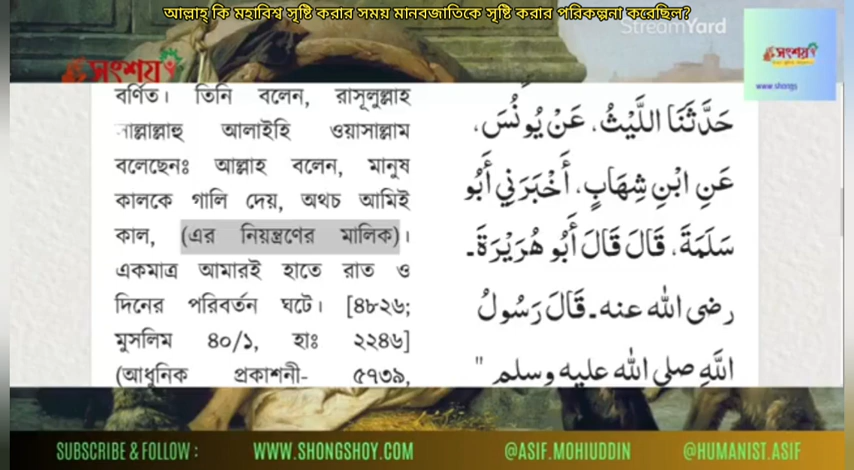 আল্লাহ্ কি মহাবিশ্ব সৃষ্টি করার সময় মানবজাতিকে সৃষ্টি করার পরিকল্পনা করেছিল?
StreamYard
সংশয়
সংশয়
www.shongs
বর্ণিত। তিনি বলেন, রাসূলুল্লাহ
াল্লাল্লাহু আলাইহি ওয়াসাল্লাম
বলেছেনঃ আল্লাহ বলেন, মানুষ
কালকে গালি দেয়, অথচ আমিই
কাল, (এর নিয়ন্ত্রণের মালিক)।
একমাত্র আমারই হাতে রাত ও
দিনের পরিবর্তন ঘটে। [৪৮২৬;
মুসলিম ৪০/১, হাঃ ২২৪৬]
(আধুনিক প্রকাশনী- ৫৭৩৯,
حَدَّثَنَا اللَّيْثُ، عَنْ يُونُسَ،
عَنِ ابْنِ شِهَابٍ، أَخْبَرَنِي أَبُو
سَلَمَةَ، قَالَ قَالَ أَبُو هُرَيْرَةَ ـ
رضى الله عنه ـ قَالَ رَسُولُ
اللَّهِ صلى الله عليه وسلم "
SUBSCRIBE & FOLLOW : WWW.SHONGSHOY.COM @ASIF.MOHIUDDIN @HUMANIST.ASIF